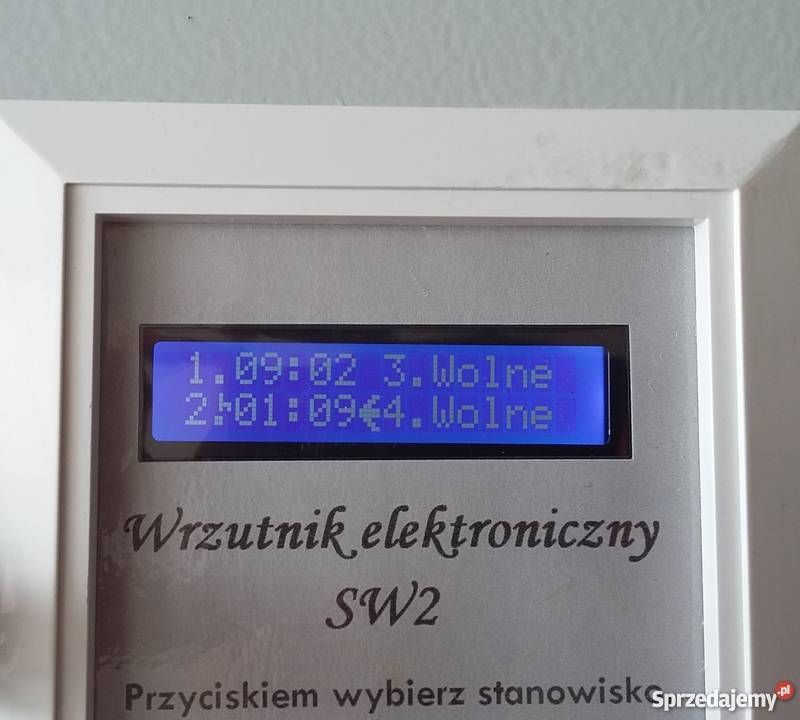 1.09:02 3.Wolne
2.♪01:09€4.Wolne
Wrzutnik elektroniczny
SW2
Przyciskiem wybierz stanowisko
Sprzedajemy.pl